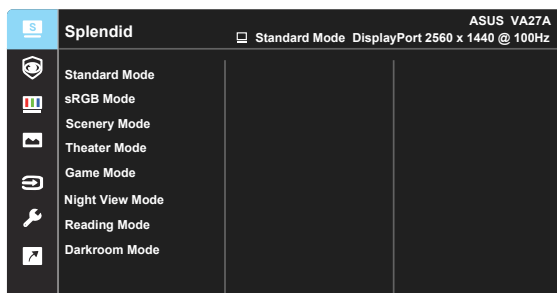 S
Splendid
ASUS VA27A
Standard Mode DisplayPort 2560 x 1440 @ 100Hz
Standard Mode
sRGB Mode
Scenery Mode
Theater Mode
Game Mode
Night View Mode
Reading Mode
Darkroom Mode